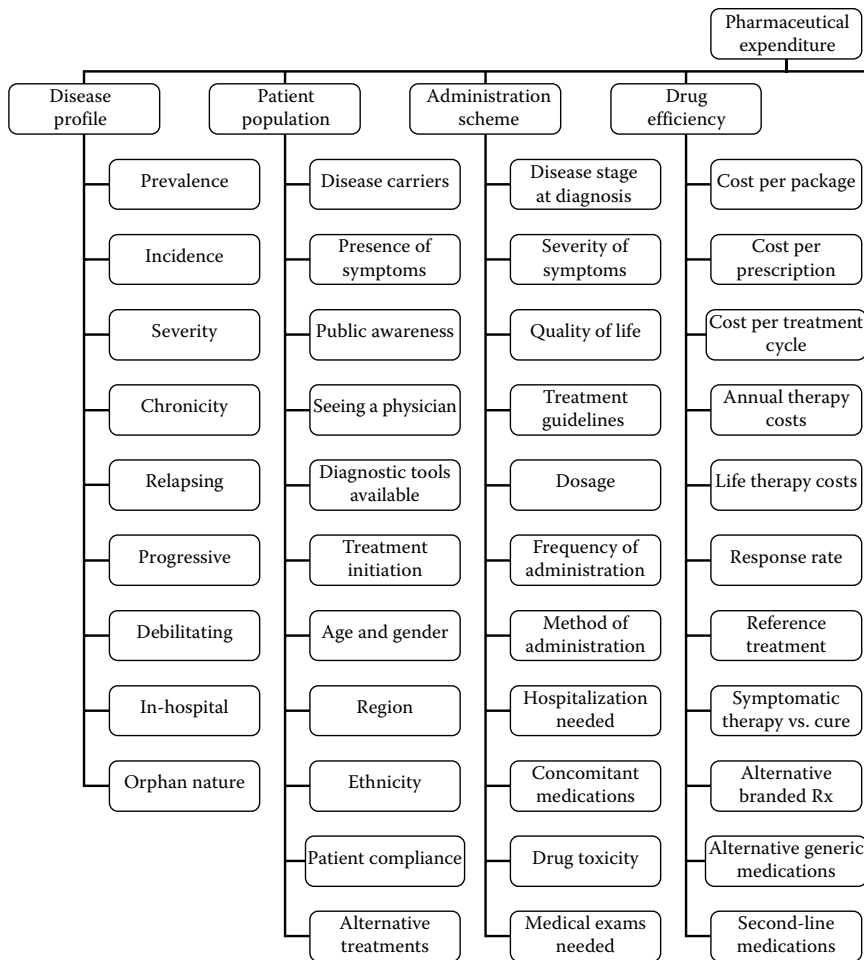 Pharmaceutical
expenditure
Disease
profile
Patient
population
Administration
scheme
Drug
efficiency
Prevalence
Incidence
Severity
Chronicity
Relapsing
Progressive
Debilitating
In-hospital
Orphan nature
Disease carriers
Presence of
symptoms
Public awareness
Seeing a physician
Diagnostic tools
available
Treatment
initiation
Age and gender
Region
Ethnicity
Patient compliance
Alternative
treatments
Disease stage
at diagnosis
Severity of
symptoms
Quality of life
Treatment
guidelines
Dosage
Frequency of
administration
Method of
administration
Hospitalization
needed
Concomitant
medications
Drug toxicity
Medical exams
needed
Cost per package
Cost per
prescription
Cost per treatment
cycle
Annual therapy
costs
Life therapy costs
Response rate
Reference
treatment
Symptomatic
therapy vs. cure
Alternative
branded Rx
Alternative generic
medications
Second-line
medications